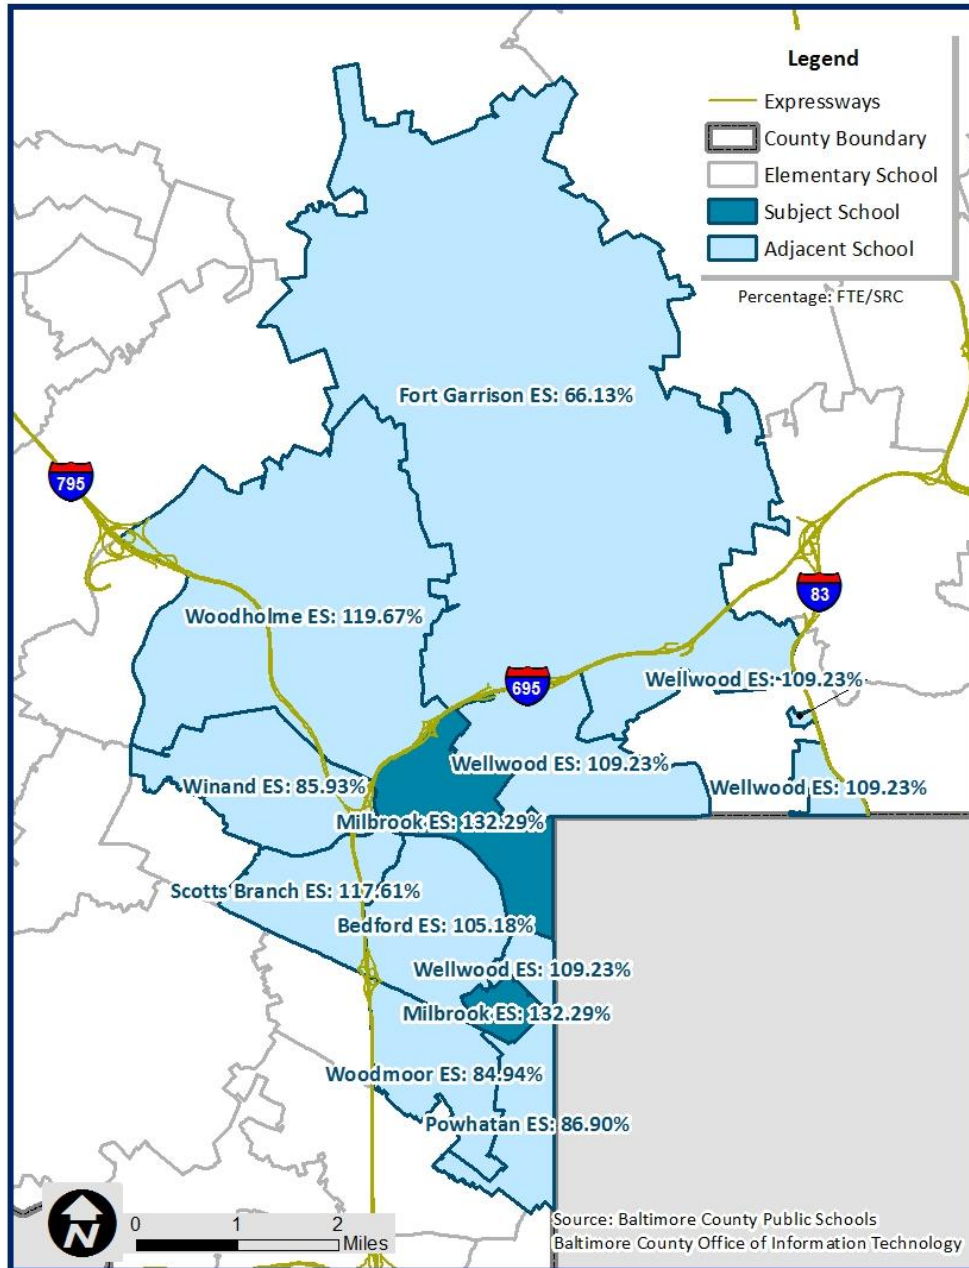 Legend
Expressways
County Boundary
Elementary School
Subject School
Adjacent School
Percentage: FTE/SRC
Fort Garrison ES: 66.13%
795
83
Woodholme ES: 119.67%
695
Wellwood ES: 109.23%
Wellwood ES: 109.23%
Winand ES: 85.93%
Wellwood ES: 109.23%
Milbrook ES: 132.29%
Scotts Branch ES: 117.61%
Bedford ES: 105.18%
Wellwood ES: 109.23%
Milbrook ES: 132.29%
Woodmoor ES: 84.94%
Powhatan ES: 86.90%
N
0 1 2
Miles
Source: Baltimore County Public Schools
Baltimore County Office of Information Technology